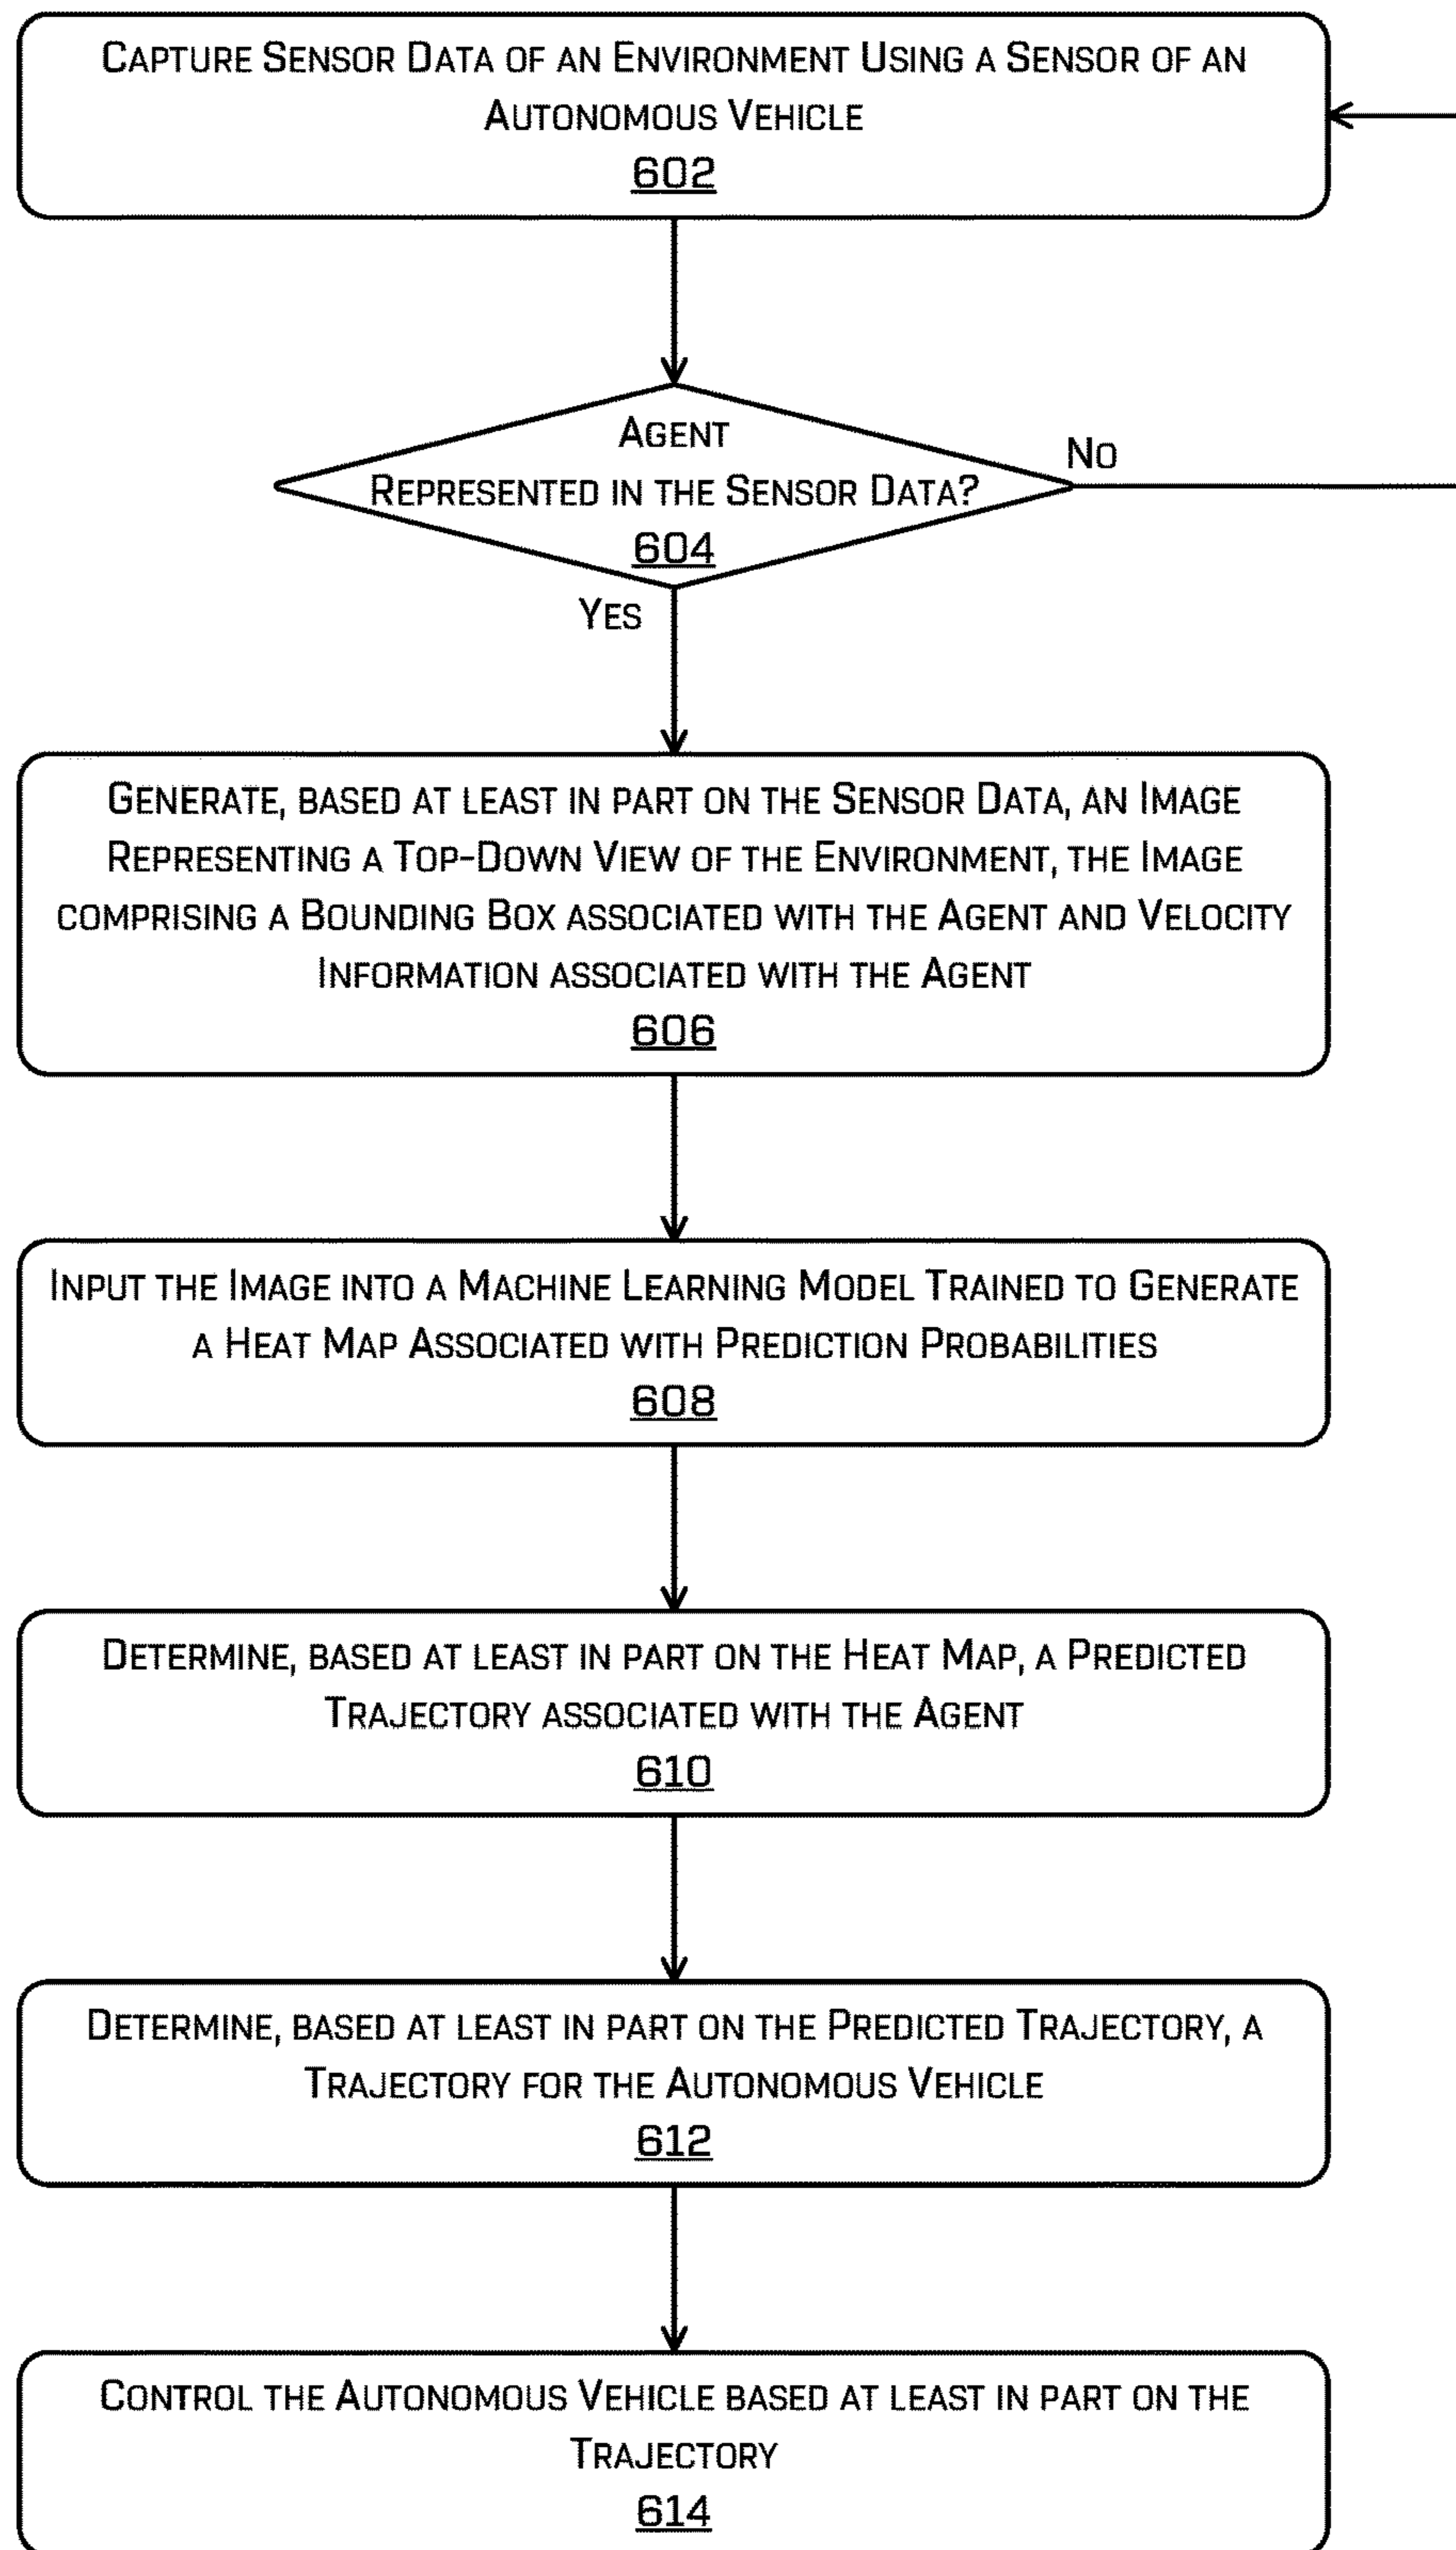 CAPTURE SENSOR DATA OF AN ENVIRONMENT USING A SENSOR OF AN
AUTONOMOUS VEHICLE
602
AGENT
REPRESENTED IN THE SENSOR DATA?
604
NO
YES
GENERATE, BASED AT LEAST IN PART ON THE SENSOR DATA, AN IMAGE
REPRESENTING A TOP-DOWN VIEW OF THE ENVIRONMENT, THE IMAGE
COMPRISING A BOUNDING BOX ASSOCIATED WITH THE AGENT AND VELOCITY
INFORMATION ASSOCIATED WITH THE AGENT
606
INPUT THE IMAGE INTO A MACHINE LEARNING MODEL TRAINED TO GENERATE
A HEAT MAP ASSOCIATED WITH PREDICTION PROBABILITIES
608
DETERMINE, BASED AT LEAST IN PART ON THE HEAT MAP, A PREDICTED
TRAJECTORY ASSOCIATED WITH THE AGENT
610
DETERMINE, BASED AT LEAST IN PART ON THE PREDICTED TRAJECTORY, A
TRAJECTORY FOR THE AUTONOMOUS VEHICLE
612
CONTROL THE AUTONOMOUS VEHICLE BASED AT LEAST IN PART ON THE
TRAJECTORY
614